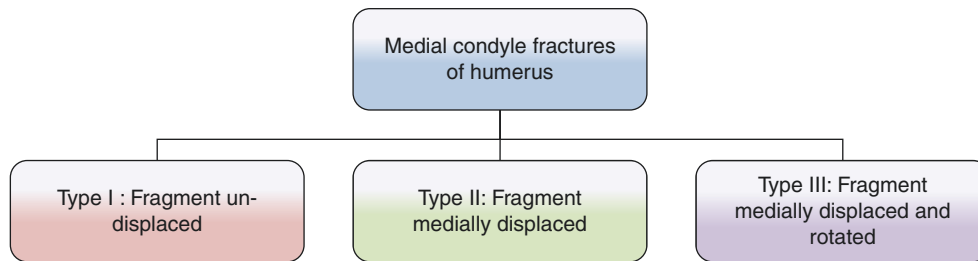 Medial condyle fractures
of humerus
Type I : Fragment un-
displaced
Type II: Fragment
medially displaced
Type III: Fragment
medially displaced and
rotated